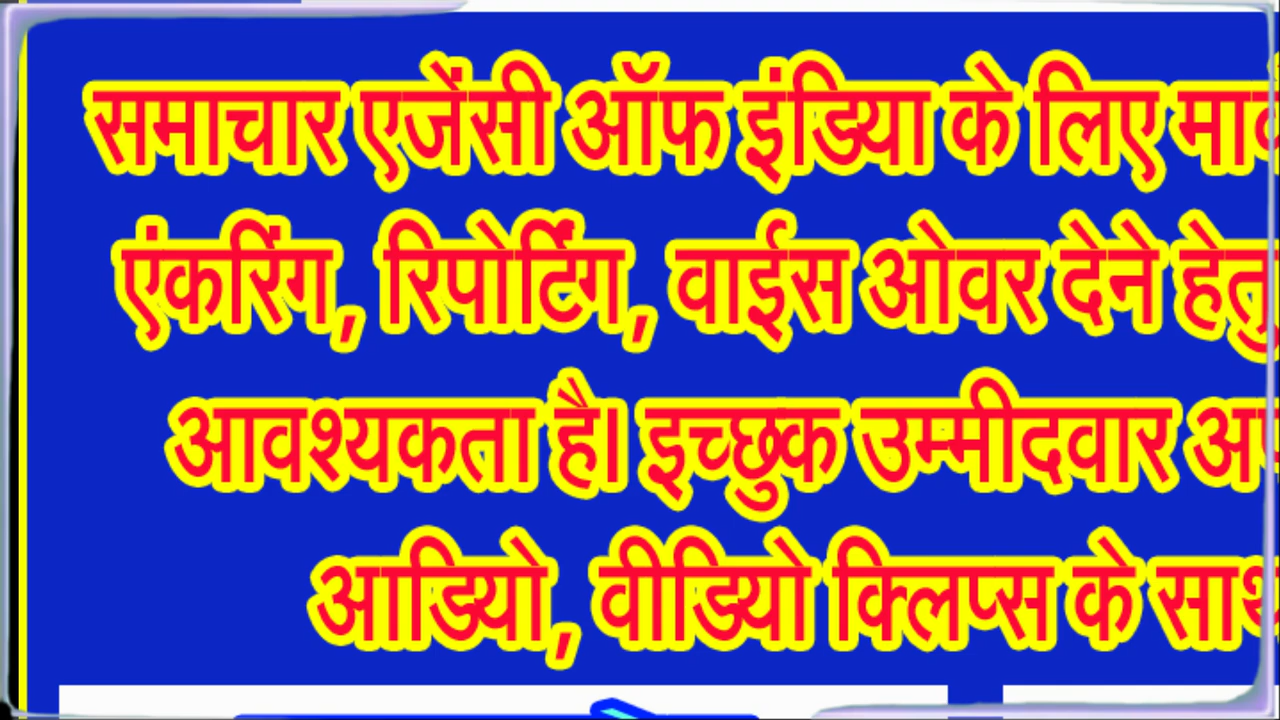 समाचार एजेंसी ऑफ इंडिया के लिए
एंकरिंग, रिपोर्टिंग, वाईस ओवर देने हेतु
आवश्यकता है। इच्छुक उम्मीदवार
आडियो, वीडियो क्लिप्स के साथ